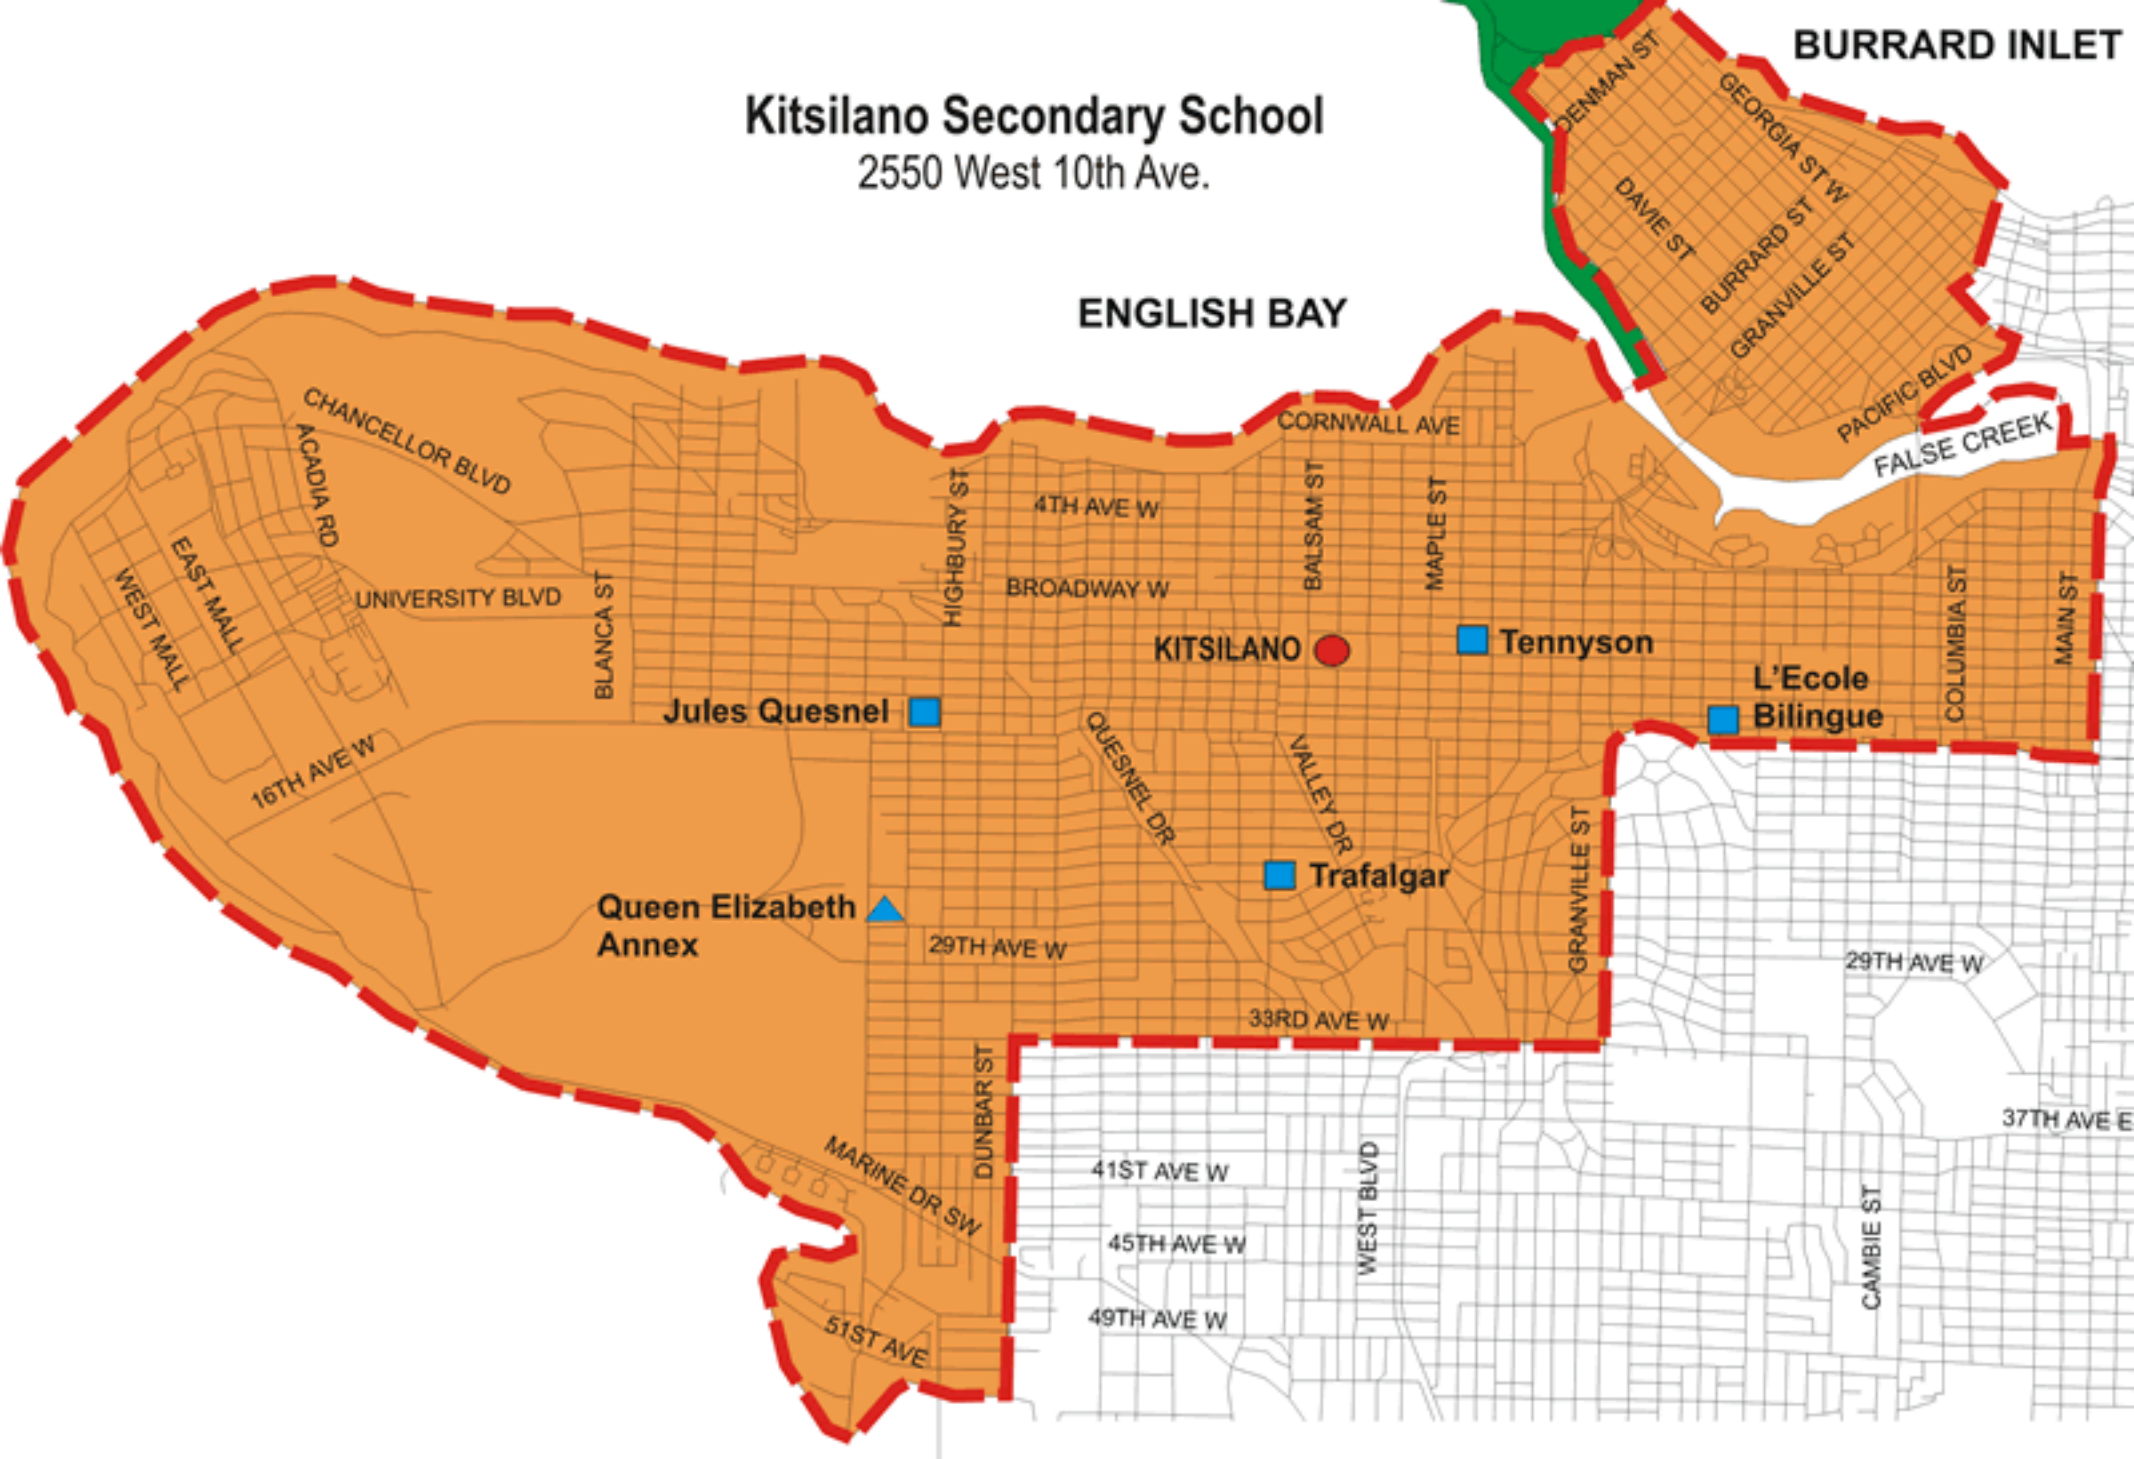 BURRARD INLET
Kitsilano Secondary School
2550 West 10th Ave.
DENMAN ST
GEORGIA ST W
DAVIE ST
BURRARD ST
GRANVILLE ST
ENGLISH BAY
PACIFIC BLVD
FALSE CREEK
CORNWALL AVE
CHANCELLOR BLVD
ACADIA RD
HIGHBURY ST
4TH AVE W
BALSAM ST
MAPLE ST
EAST MALL
WEST MALL
UNIVERSITY BLVD
BLANCA ST
BROADWAY W
COLUMBIA ST
MAIN ST
KITSILANO
Tennyson
L'Ecole
Bilingue
Jules Quesnel
16TH AVE W
QUESNEL DR
VALLEY DR
GRANVILLE ST
Trafalgar
Queen Elizabeth
Annex
29TH AVE W
29TH AVE W
33RD AVE W
DUNBAR ST
37TH AVE E
MARINE DR SW
41ST AVE W
WEST BLVD
45TH AVE W
CAMBIE ST
49TH AVE W
51ST AVE